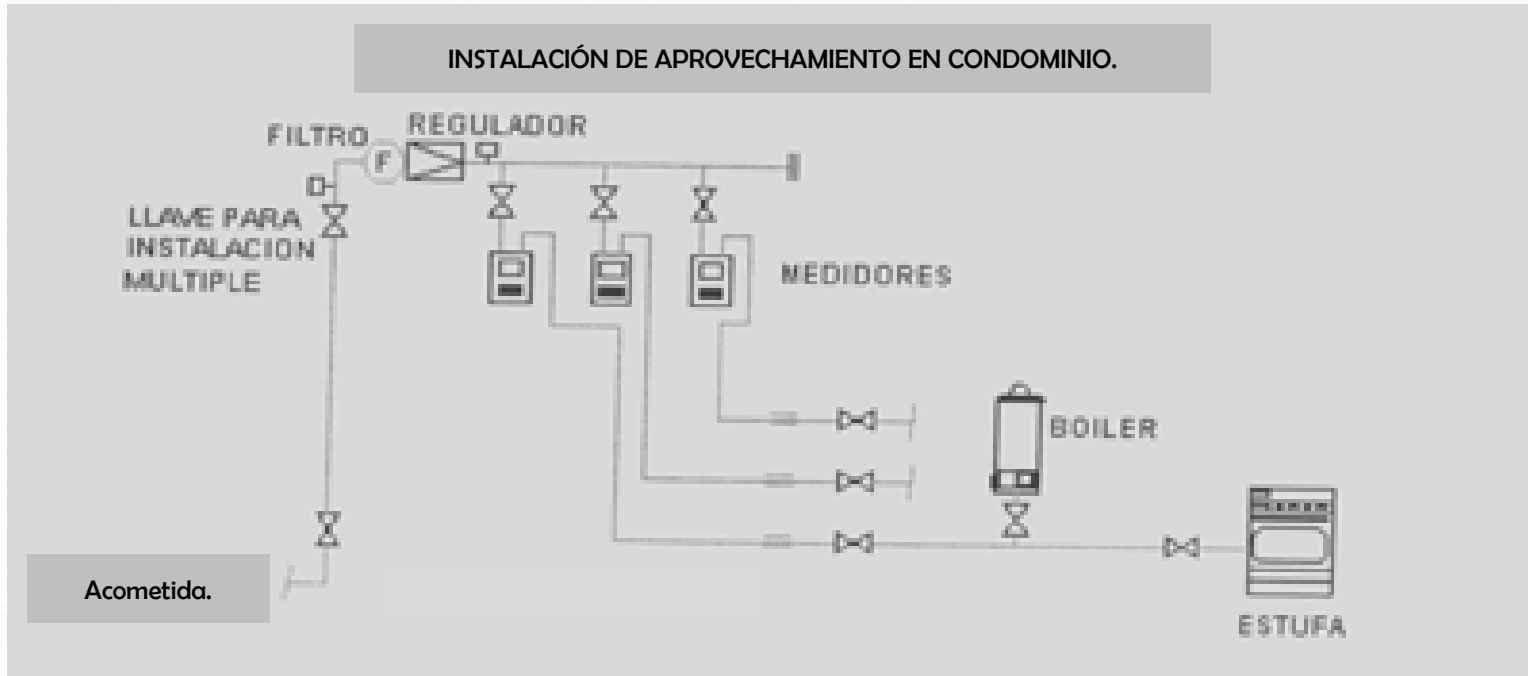 INSTALACIÓN DE APROVECHAMIENTO EN CONDOMINIO.
FILTRO
REGULADOR
F
LLAVE PARA
INSTALACION
MULTIPLE
MEDIDORES
BOILER
Acometida.
ESTUFA